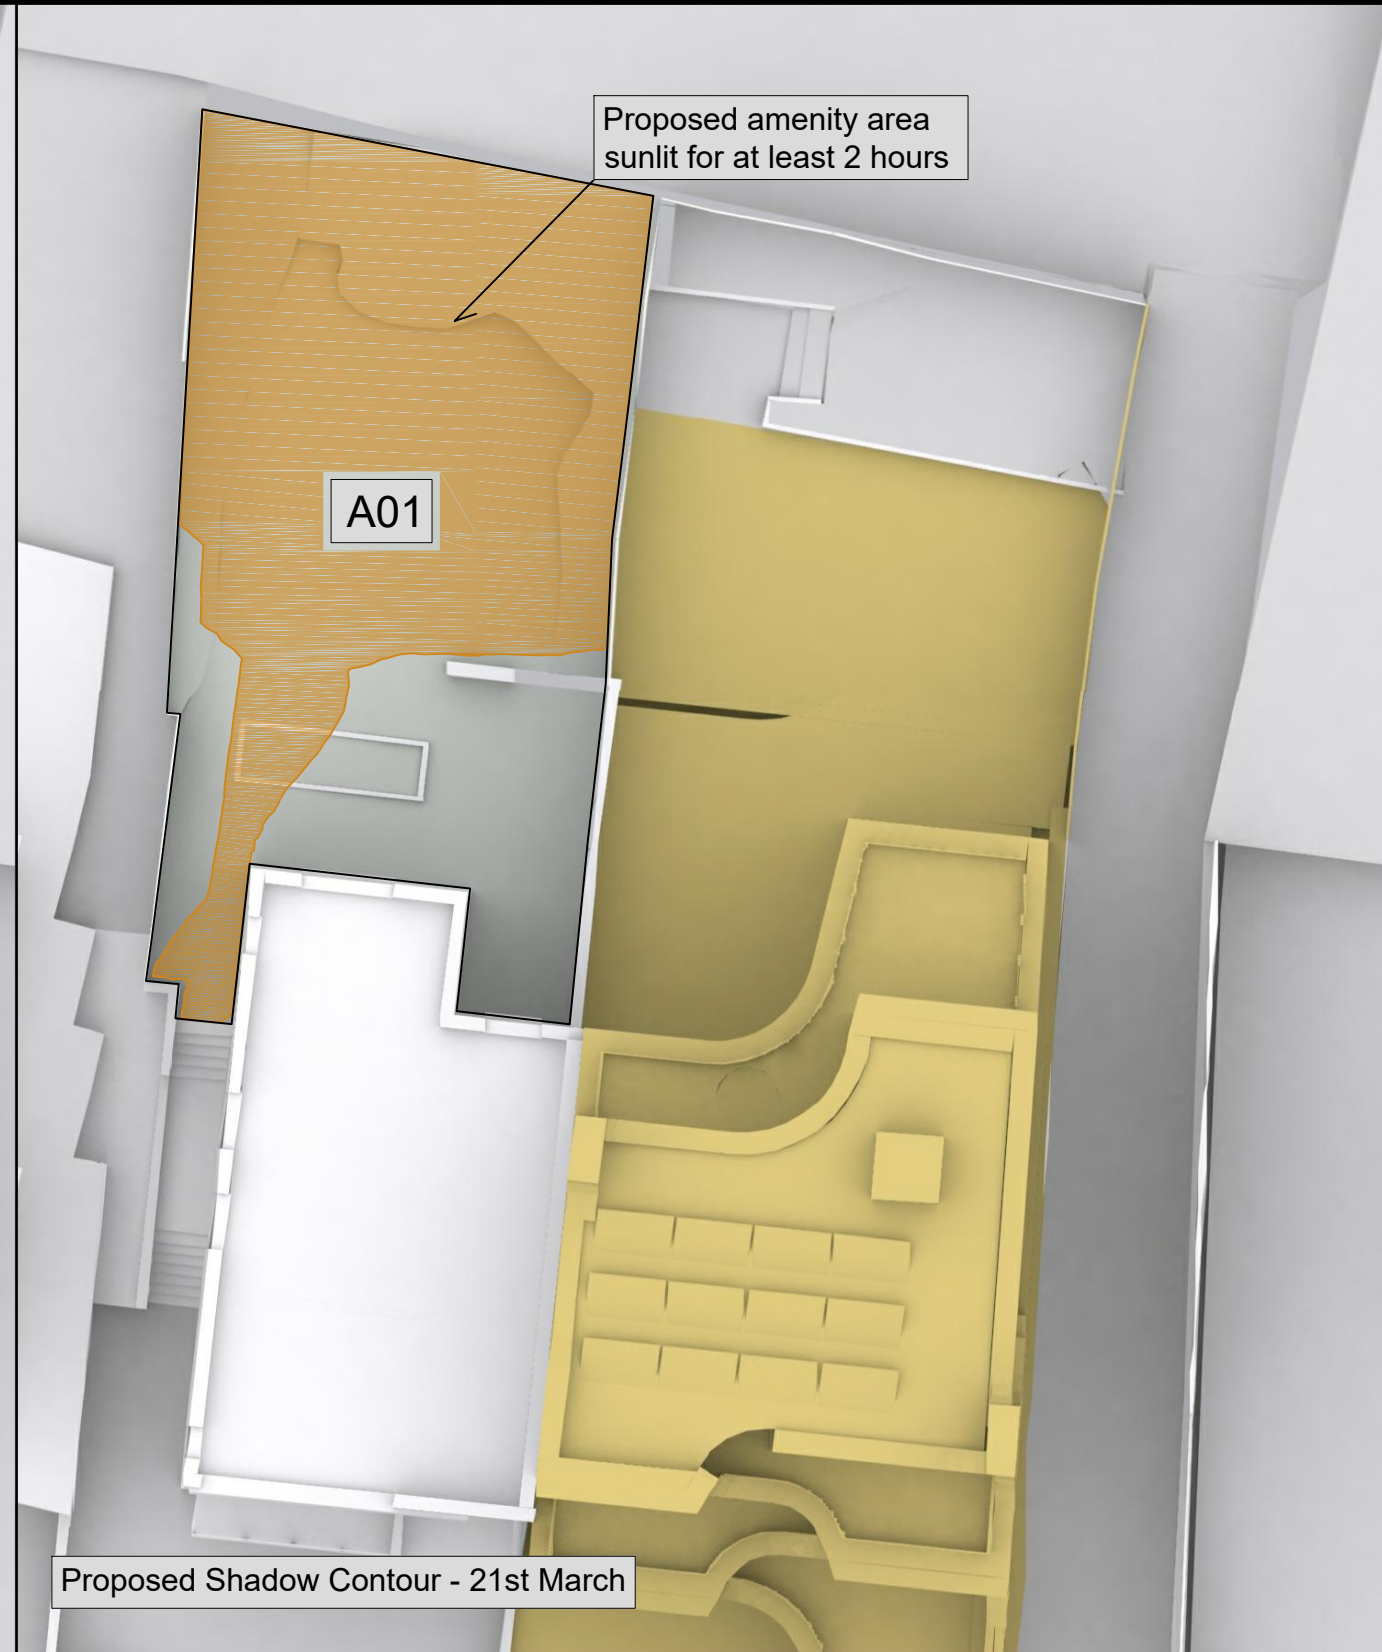 Proposed amenity area
sunlit for at least 2 hours
A01
Proposed Shadow Contour - 21st March